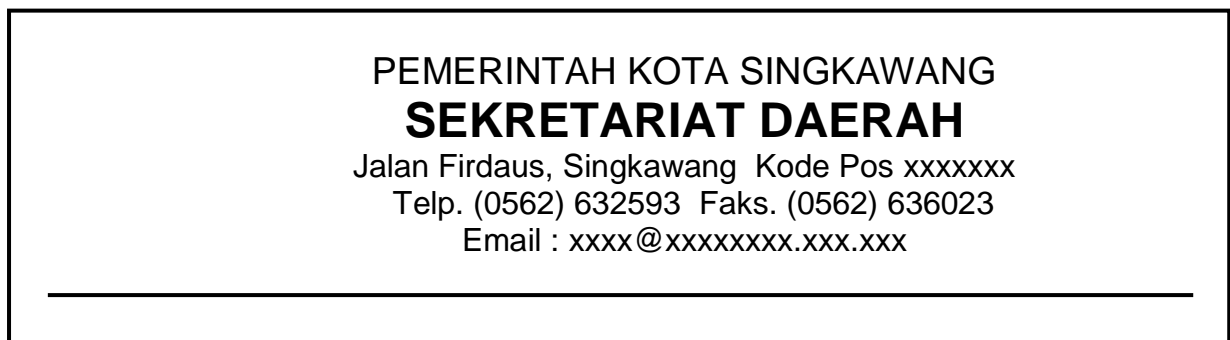 PEMERINTAH KOTA SINGKAWANG
SEKRETARIAT DAERAH
Jalan Firdaus, Singkawang Kode Pos xxxxxxx
Telp. (0562) 632593 Faks. (0562) 636023
Email : xxxx@xxxxxxxx.xxx.xxx